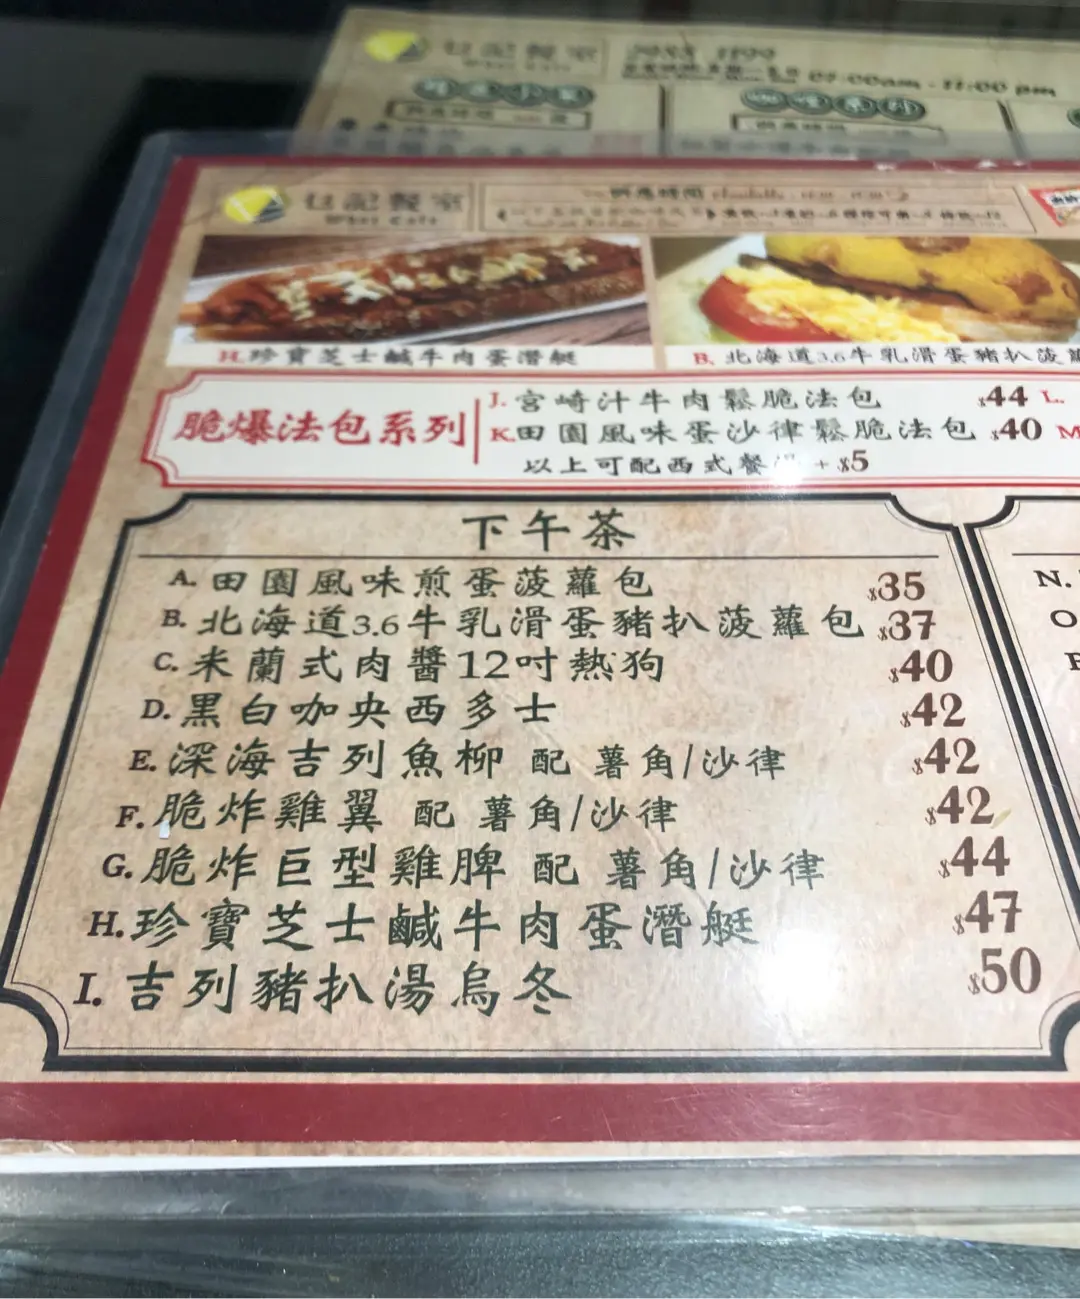 07:00am - 11:00 pm
記餐室
H.珍寶芝士鹹牛肉蛋潛艇
B. 北海道3.6牛乳滑蛋豬扒菠
脆爆法包系列
J. 宮崎汁牛肉鬆脆法包 $44 L.
K.田園風味蛋沙律鬆脆法包 $40 M
以上可配西式餐 + $5
下午茶
A. 田園風味煎蛋菠蘿包 $35
B. 北海道3.6牛乳滑蛋豬扒菠蘿包 $37
C. 米蘭式肉醬12吋熱狗 $40
D. 黑白咖央西多士 $42
E. 深海吉列魚柳 配 薯角/沙律 $42
F. 脆炸雞翼 配 薯角/沙律 $42
G. 脆炸巨型雞脾 配 薯角/沙律 $44
H. 珍寶芝士鹹牛肉蛋潛艇 $47
I. 吉列豬扒湯烏冬 $50
N.
O